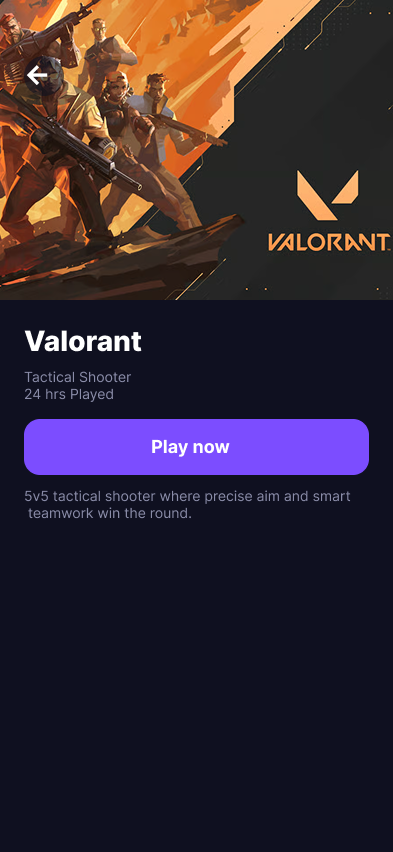 VALORANT
Valorant
Tactical Shooter
24 hrs Played
Play now
5v5 tactical shooter where precise aim and smart
teamwork win the round.